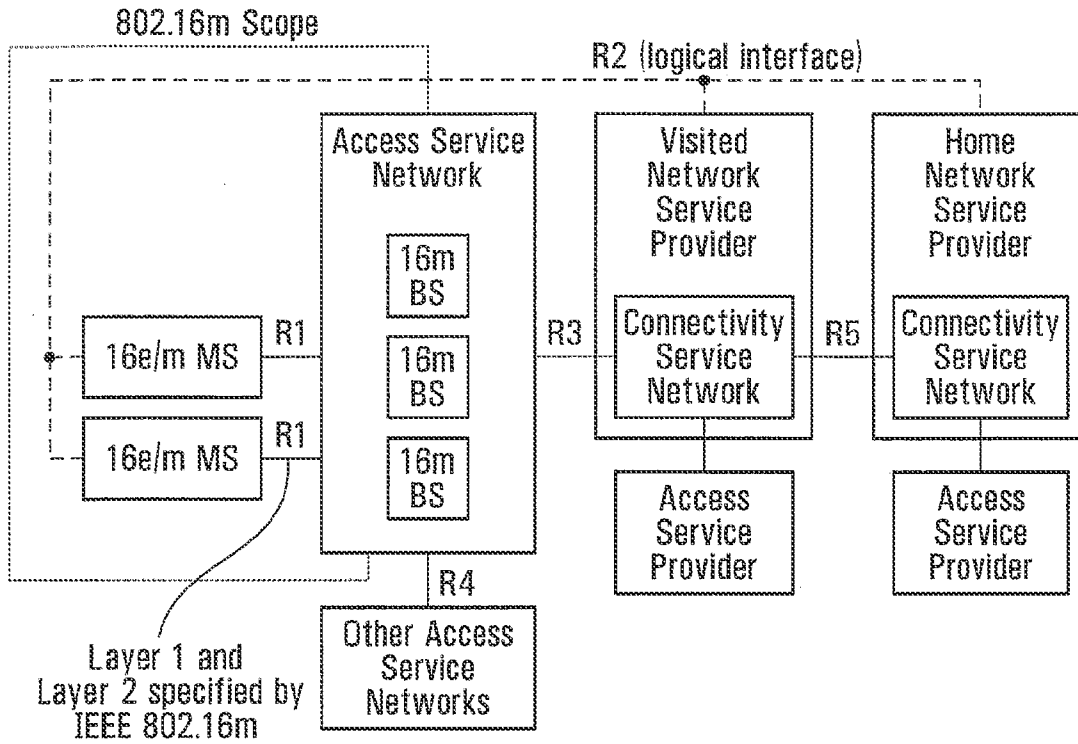 802.16m Scope
R2 (logical interface)
Access Service
Network
16m
BS
16m
BS
16m
BS
Visited
Network
Service
Provider
Home
Network
Service
Provider
16e/m MS
R1
16e/m MS
R1
R3
Connectivity
Service
Network
R5
Connectivity
Service
Network
Access
Service
Provider
Access
Service
Provider
R4
Other Access
Service
Networks
Layer 1 and
Layer 2 specified by
IEEE 802.16m